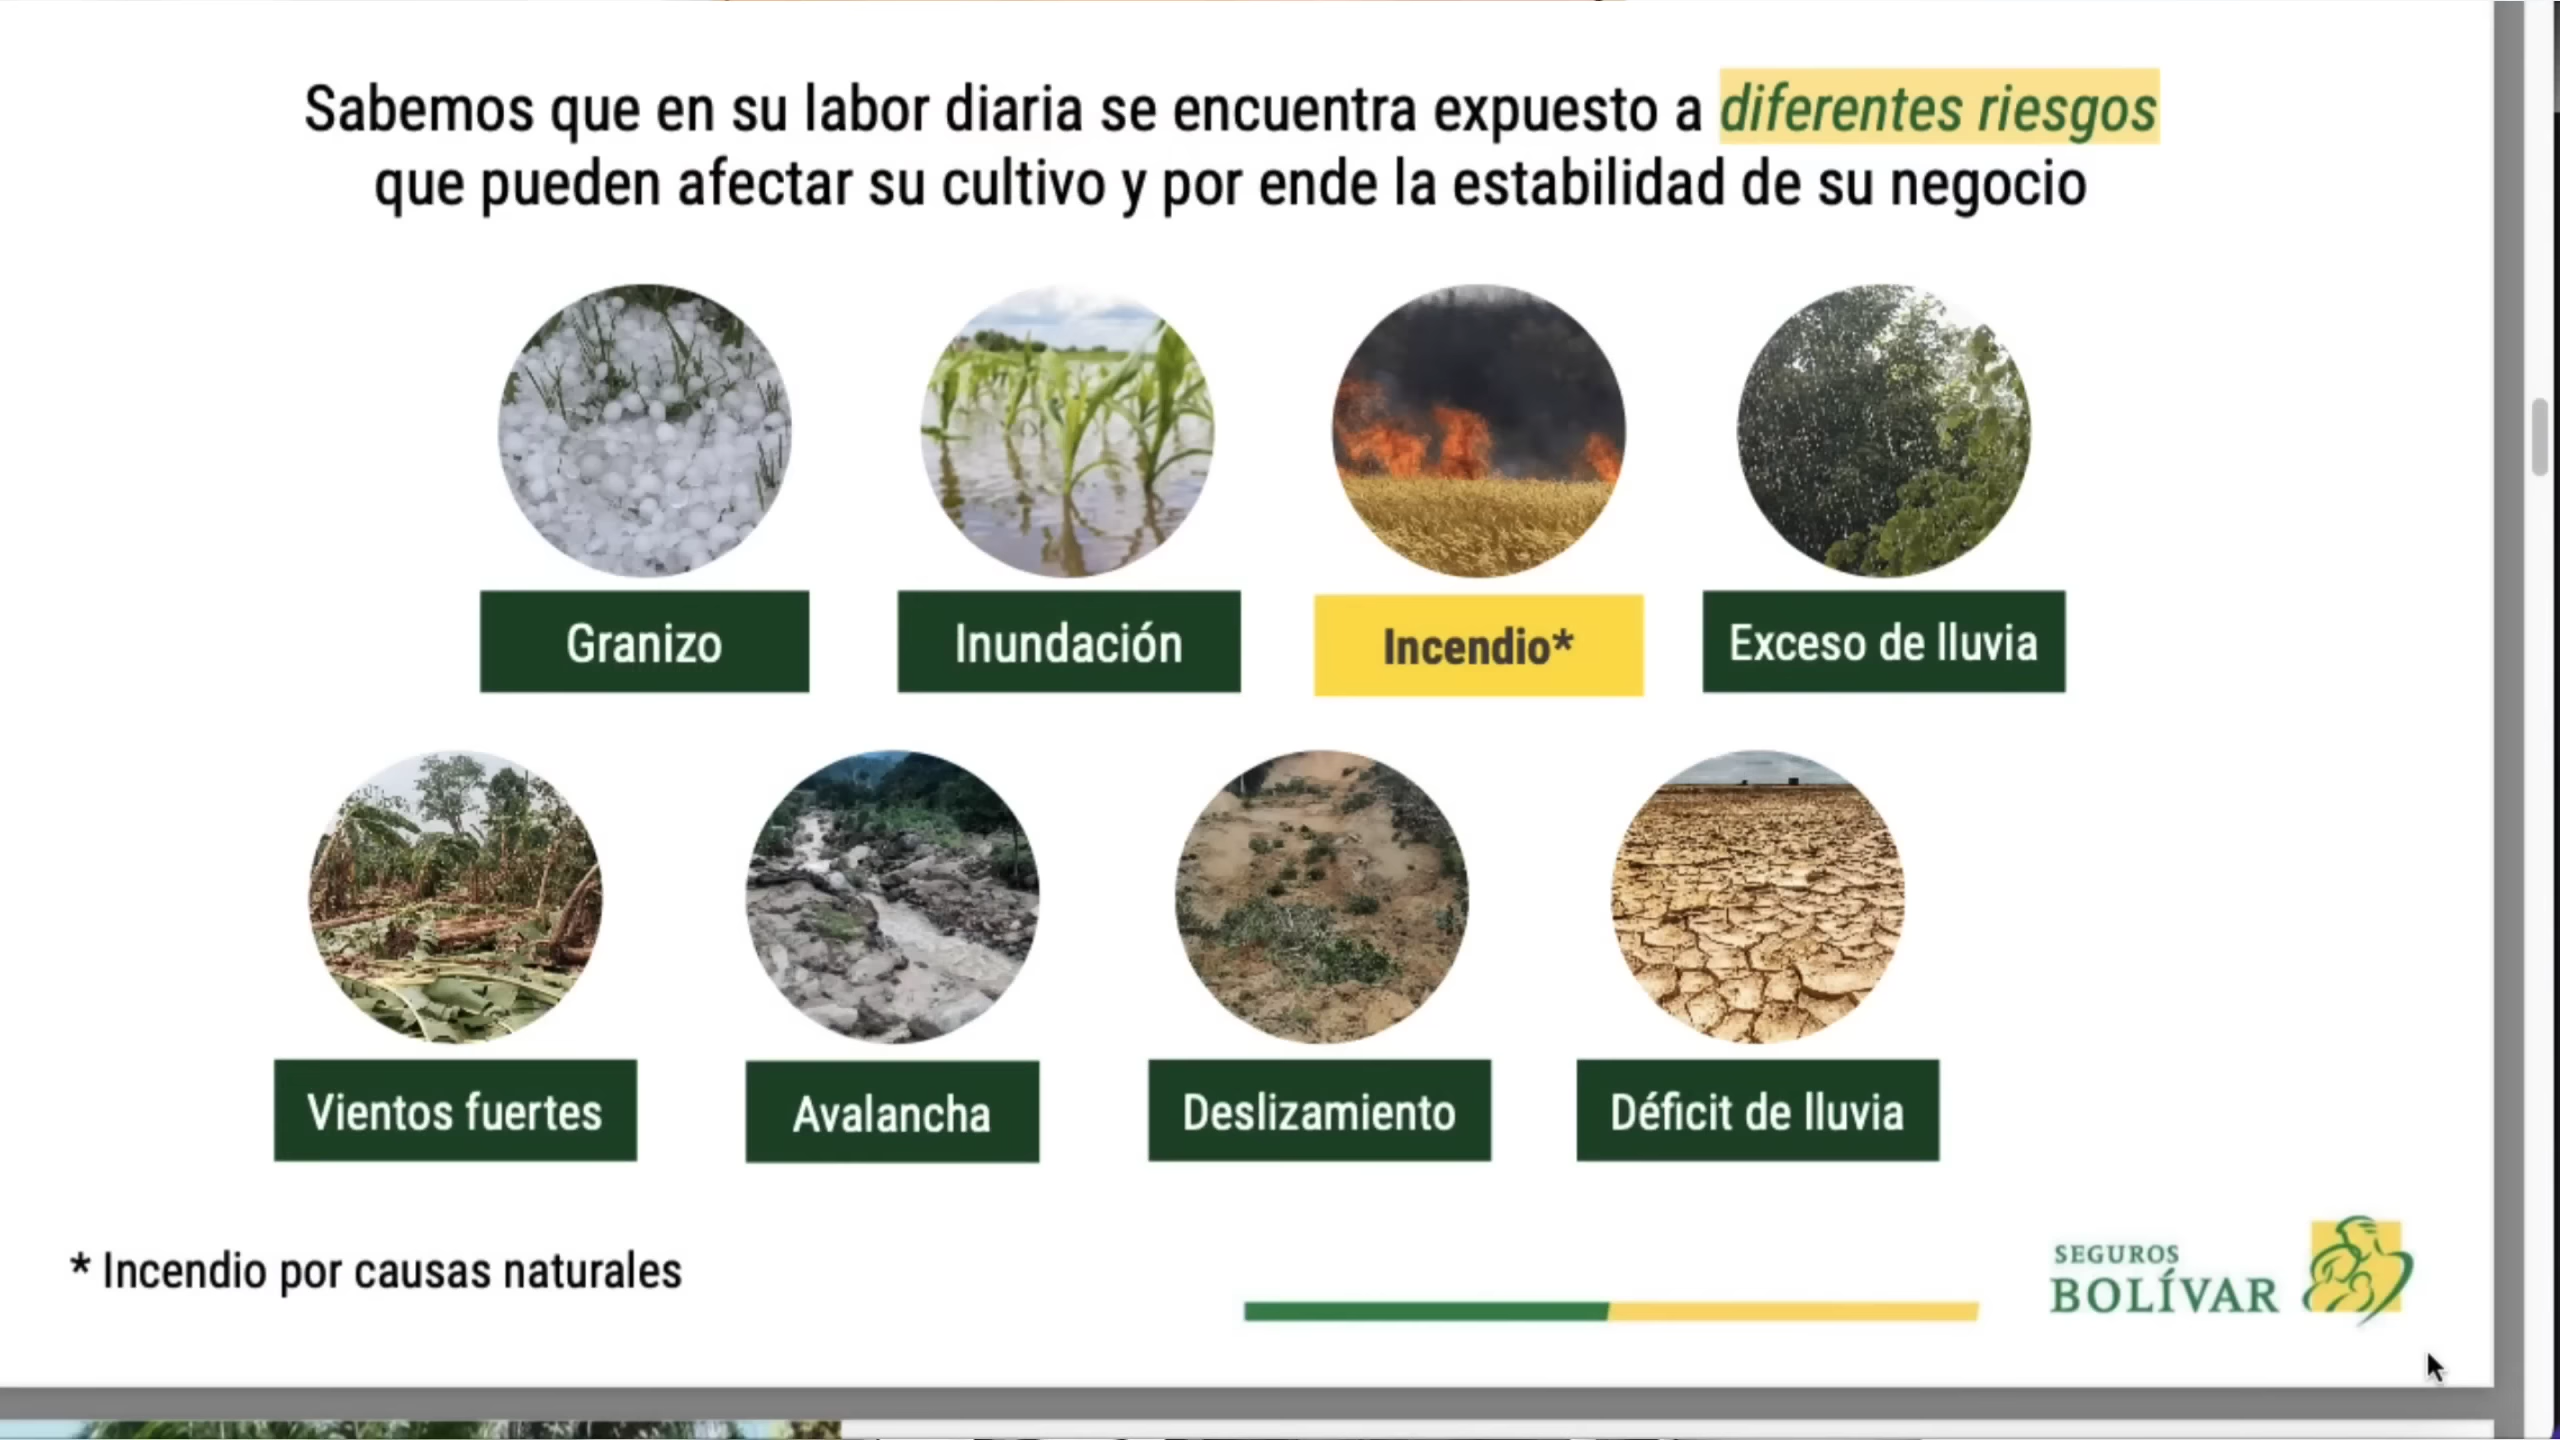 Sabemos que en su labor diaria se encuentra expuesto a diferentes riesgos
que pueden afectar su cultivo y por ende la estabilidad de su negocio
Granizo
Inundación
Incendio*
Exceso de lluvia
Vientos fuertes
Avalancha
Deslizamiento
Déficit de lluvia
* Incendio por causas naturales
SEGUROS
BOLÍVAR